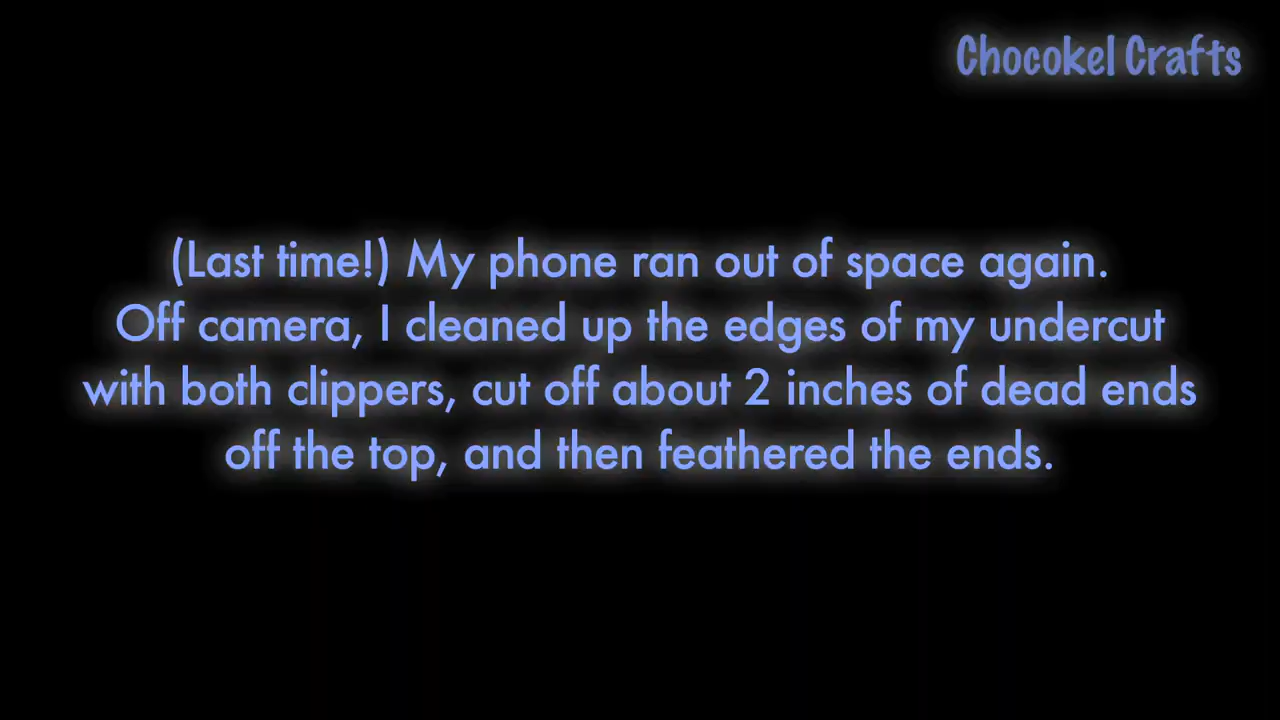 Chocokel Crafts
(Last time!) My phone ran out of space again.
Off camera, I cleaned up the edges of my undercut
with both clippers, cut off about 2 inches of dead ends
off the top, and then feathered the ends.